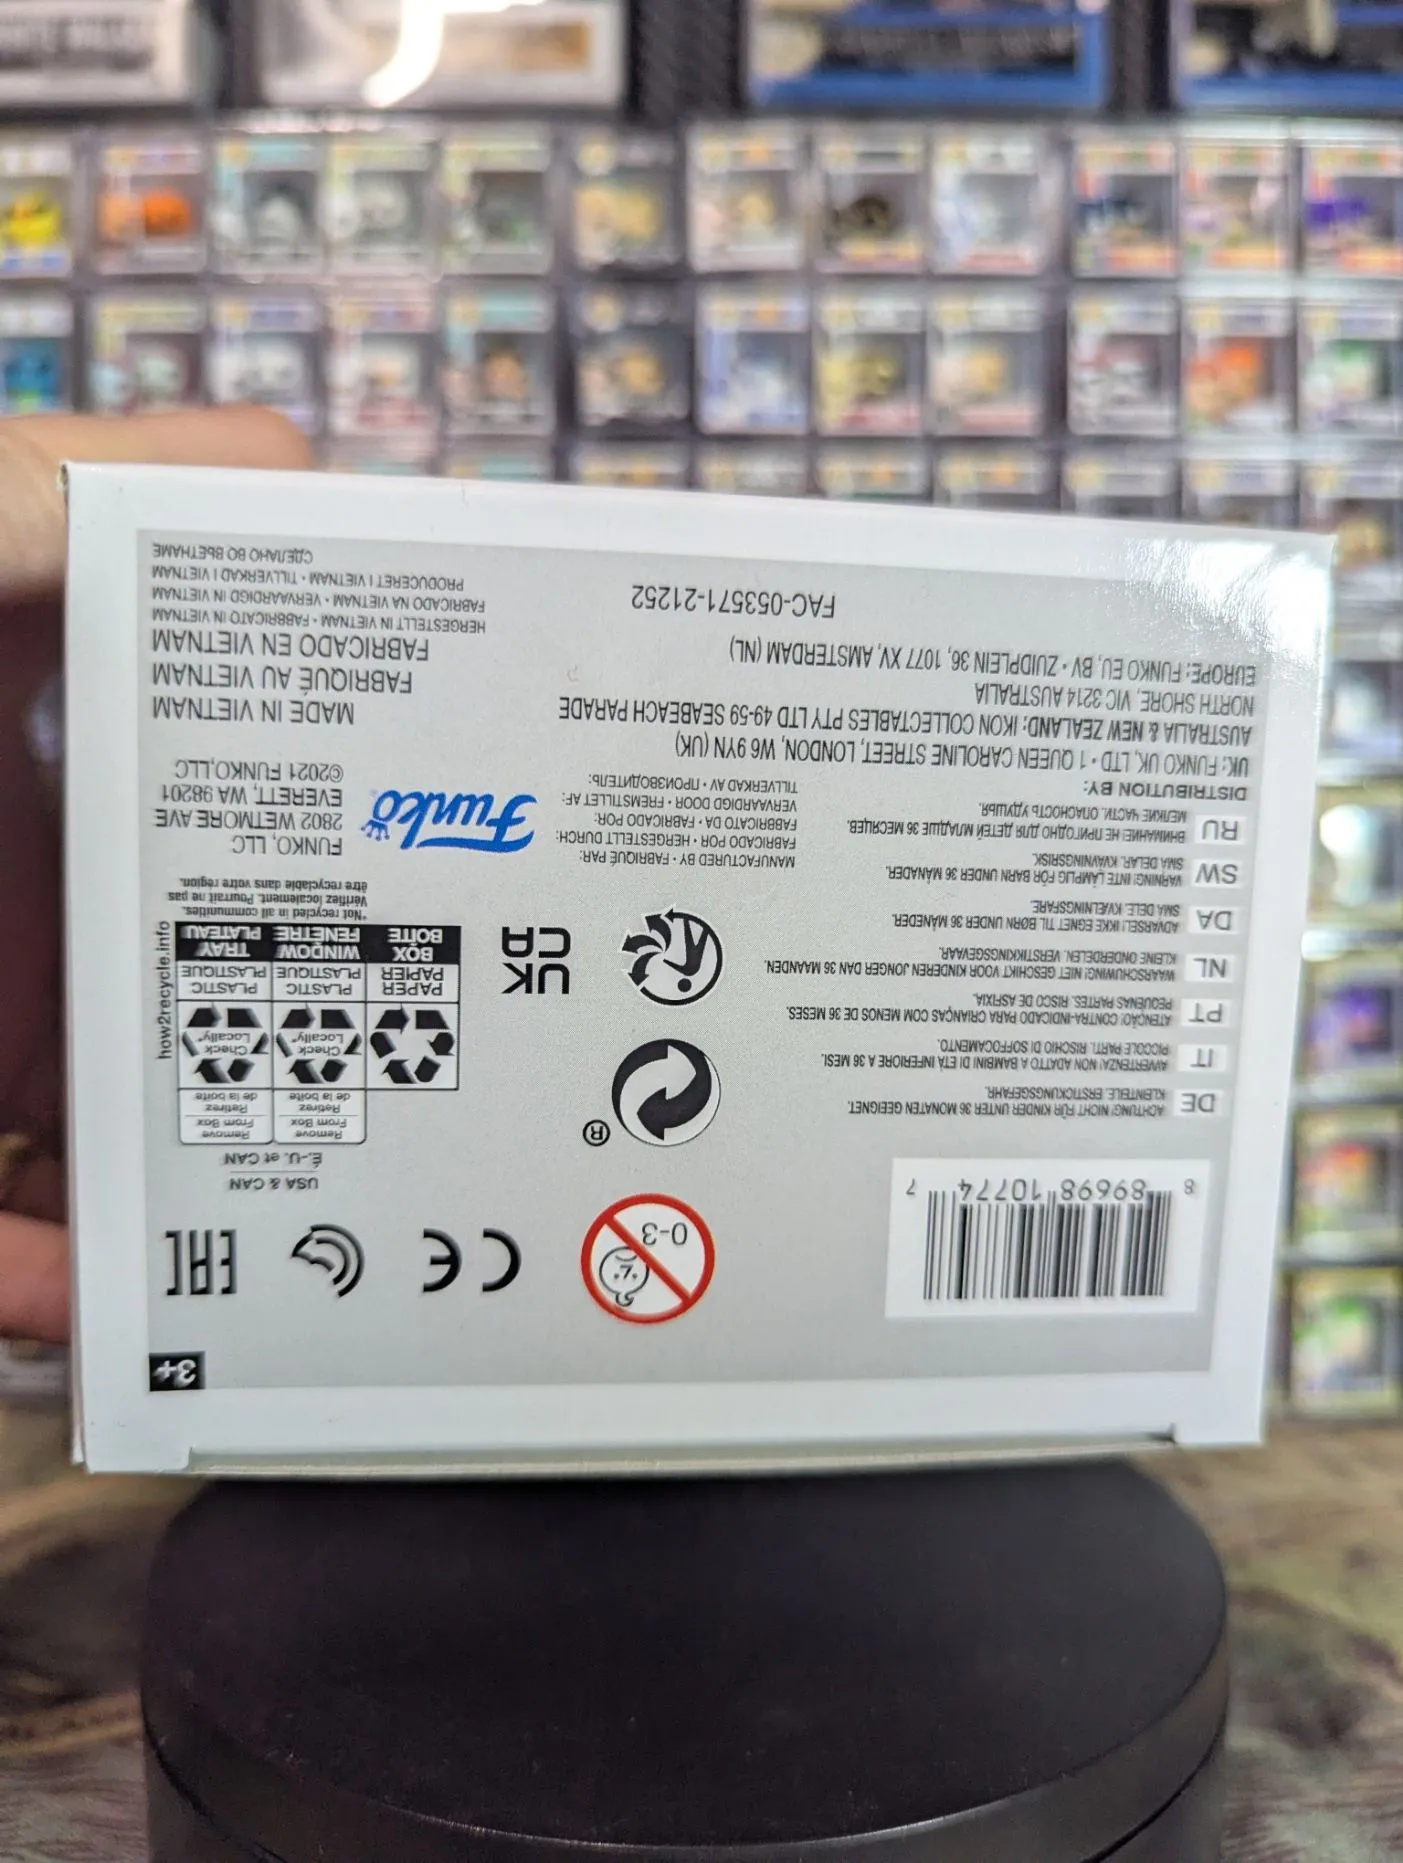 3+
8 89698 10774 7
0-3
CE
EAC
USA & CAN
É.-U. et CAN
Remove
From Box
Retirez
de la boîte
Remove
From Box
Retirez
de la boîte
Check
Locally*
Check
Locally*
PAPER
PAPIER
BOX
BOÎTE
PLASTIC
PLASTIQUE
WINDOW
FENÊTRE
PLASTIC
PLASTIQUE
TRAY
PLATEAU
how2recycle.info
*Not recycled in all communities.
Vérifiez localement. Pourrait ne pas
être recyclable dans votre région.
®
UK
CA
DE ACHTUNG! NICHT FÜR KINDER UNTER 36 MONATEN GEEIGNET.
KLEINTEILE. ERSTICKUNGSGEFAHR.
IT AVVERTENZA! NON ADATTO A BAMBINI DI ETÀ INFERIORE A 36 MESI.
PICCOLE PARTI. RISCHIO DI SOFFOCAMENTO.
PT ATENÇÃO! CONTRA-INDICADO PARA CRIANÇAS COM MENOS DE 36 MESES.
PEQUENAS PARTES. RISCO DE ASFIXIA.
NL WAARSCHUWING! NIET GESCHIKT VOOR KINDEREN JONGER DAN 36 MAANDEN.
KLEINE ONDERDELEN. VERSTIKKINGSGEVAAR.
DA ADVARSEL! IKKE EGNET TIL BØRN UNDER 36 MÅNEDER.
SMÅ DELE. KVÆLNINGSFARE.
SW VARNING! INTE LÄMPLIG FÖR BARN UNDER 36 MÅNADER.
SMÅ DELAR. KVÄVNINGSRISK.
RU ВНИМАНИЕ! НЕ ПРИГОДНО ДЛЯ ДЕТЕЙ МЛАДШЕ 36 МЕСЯЦЕВ.
МЕЛКИЕ ЧАСТИ. ОПАСНОСТЬ УДУШЬЯ.
MANUFACTURED BY • FABRIQUÉ PAR:
FABRICADO POR • HERGESTELLT DURCH:
FABBRICATO DA • FABRICADO POR:
VERVAARDIGD DOOR • FREMSTILLET AF:
TILLVERKAD AV • ПРОИЗВОДИТЕЛЬ:
Funko
FUNKO, LLC
2802 WETMORE AVE
EVERETT, WA 98201
©2021 FUNKO,LLC
DISTRIBUTION BY:
UK: FUNKO UK, LTD • 1 QUEEN CAROLINE STREET, LONDON, W6 9YN (UK)
AUSTRALIA & NEW ZEALAND: IKON COLLECTABLES PTY LTD 49-59 SEABEACH PARADE
NORTH SHORE, VIC 3214 AUSTRALIA
EUROPE: FUNKO EU, BV • ZUIDPLEIN 36, 1077 XV, AMSTERDAM (NL)
FAC-053571-21252
MADE IN VIETNAM
FABRIQUÉ AU VIETNAM
FABRICADO EN VIETNAM
HERGESTELLT IN VIETNAM • FABBRICATO IN VIETNAM
FABRICADO NA VIETNAM • VERVAARDIGD IN VIETNAM
PRODUCERET I VIETNAM • TILLVERKAD I VIETNAM
СДЕЛАНО ВО ВЬЕТНАМЕ